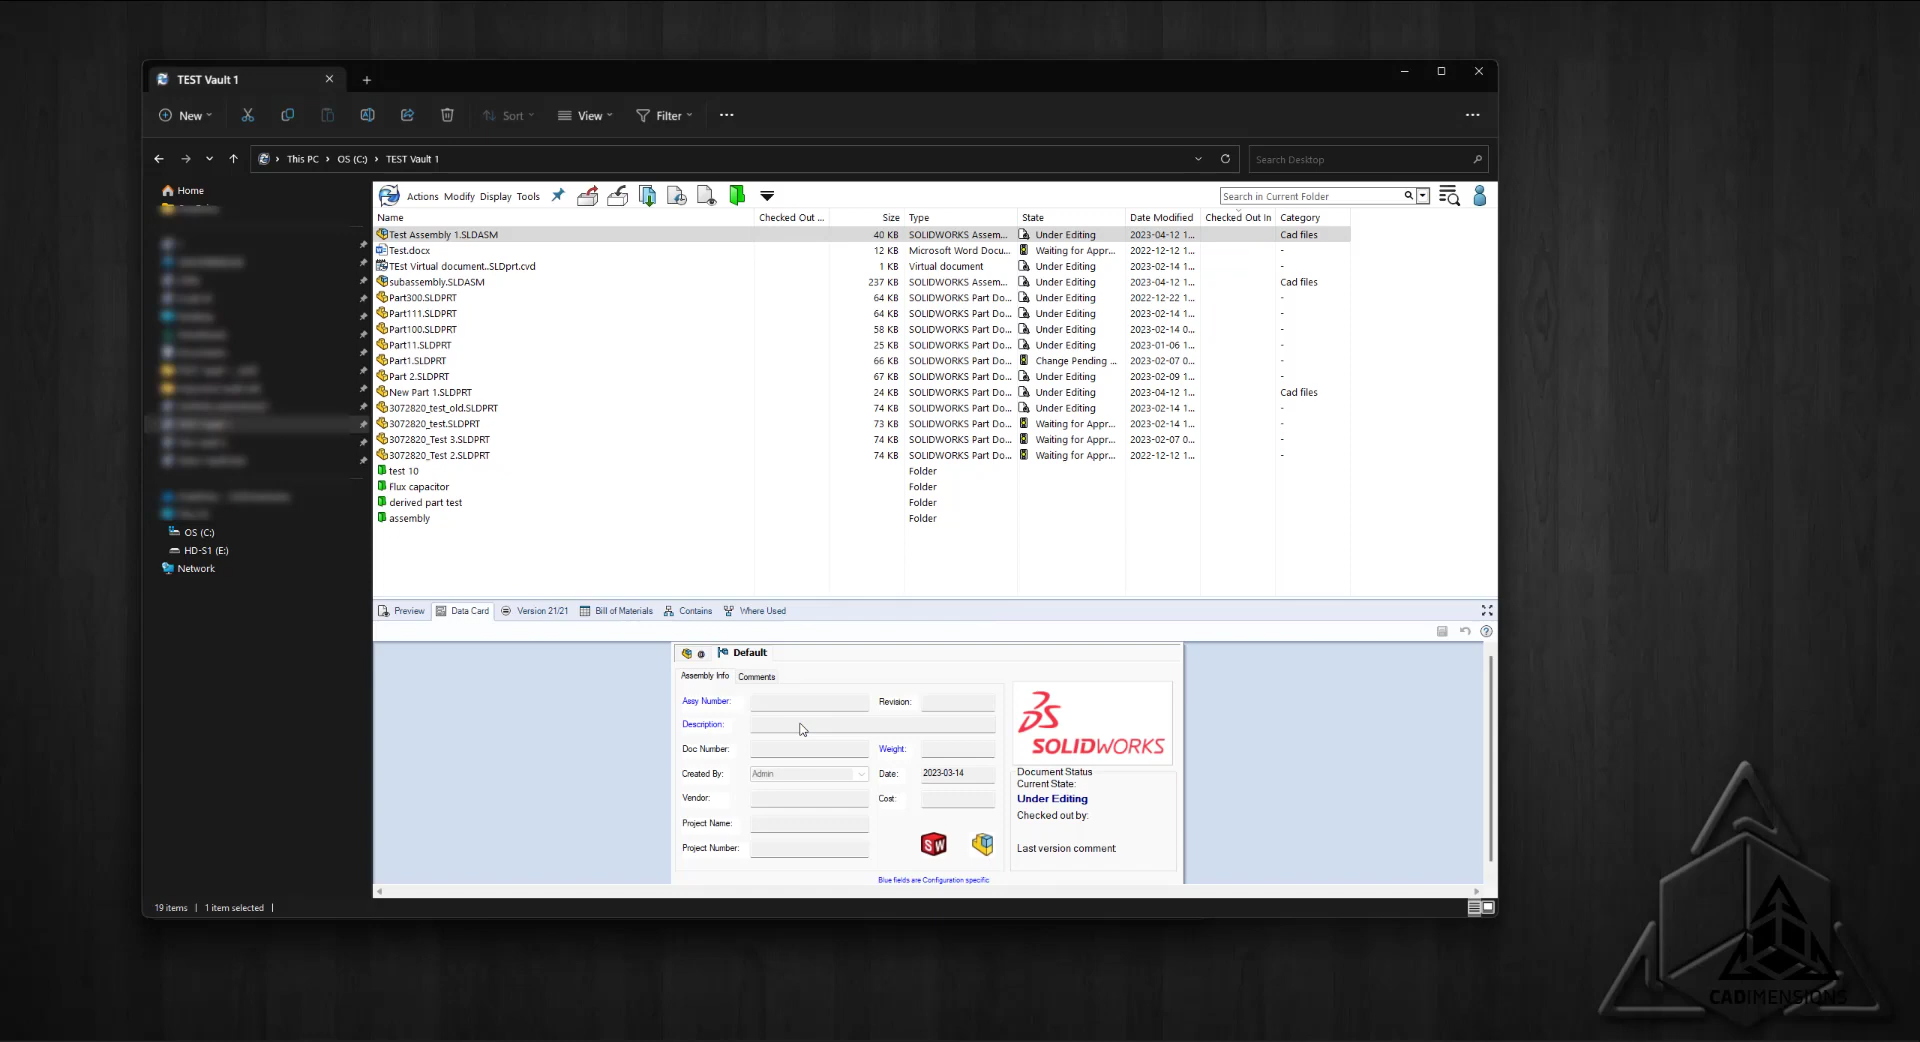 TEST Vault 1
New
Sort
View
Filter
This PC > OS (C:) > TEST Vault 1
Search Desktop
Home
OS (C:)
HD-S1 (E:)
Network
Actions Modify Display Tools
Search in Current Folder
Name Checked Out ... Size Type State Date Modified Checked Out In Category
Test Assembly 1.SLDASM 40 KB SOLIDWORKS Assem... Under Editing 2023-04-12 1... Cad files
Test.docx 12 KB Microsoft Word Docu... Waiting for Appr... 2023-02-14 1... -
TEst Virtual document..SLDprt.cvd 1 KB Virtual document Under Editing 2023-02-14 1... -
subassembly.SLDASM 237 KB SOLIDWORKS Assem... Under Editing 2023-04-12 1... Cad files
Part300.SLDPRT 64 KB SOLIDWORKS Part Do... Under Editing 2022-12-22 1... -
Part111.SLDPRT 64 KB SOLIDWORKS Part Do... Under Editing 2023-02-14 1... -
Part100.SLDPRT 58 KB SOLIDWORKS Part Do... Under Editing 2023-02-14 0... -
Part11.SLDPRT 25 KB SOLIDWORKS Part Do... Under Editing 2023-01-06 1... -
Part1.SLDPRT 66 KB SOLIDWORKS Part Do... Change Pending ... 2023-02-07 0... -
Part 2.SLDPRT 67 KB SOLIDWORKS Part Do... Under Editing 2023-02-09 1... -
New Part 1.SLDPRT 24 KB SOLIDWORKS Part Do... Under Editing 2023-04-12 1... Cad files
3072820_test_old.SLDPRT 74 KB SOLIDWORKS Part Do... Under Editing 2023-02-14 1... -
3072820_test.SLDPRT 73 KB SOLIDWORKS Part Do... Waiting for Appr... 2023-02-14 1... -
3072820_Test 3.SLDPRT 74 KB SOLIDWORKS Part Do... Waiting for Appr... 2023-02-07 0... -
3072820_Test 2.SLDPRT 74 KB SOLIDWORKS Part Do... Waiting for Appr... 2022-12-12 1... -
test 10 Folder
Flux capacitor Folder
derived part test Folder
assembly Folder
Preview Data Card Version 21/21 Bill of Materials Contains Where Used
@ Default
Assembly Info Comments
Assy Number: Revision:
Description:
Doc Number: Weight:
Created By: Admin Date: 2023-03-14
Vendor: Cost:
Project Name:
Project Number:
SW
Blue fields are Configuration specific
SOLIDWORKS
Document Status
Current State:
Under Editing
Checked out by:
Last version comment
19 items | 1 item selected |
CADIMENSIONS